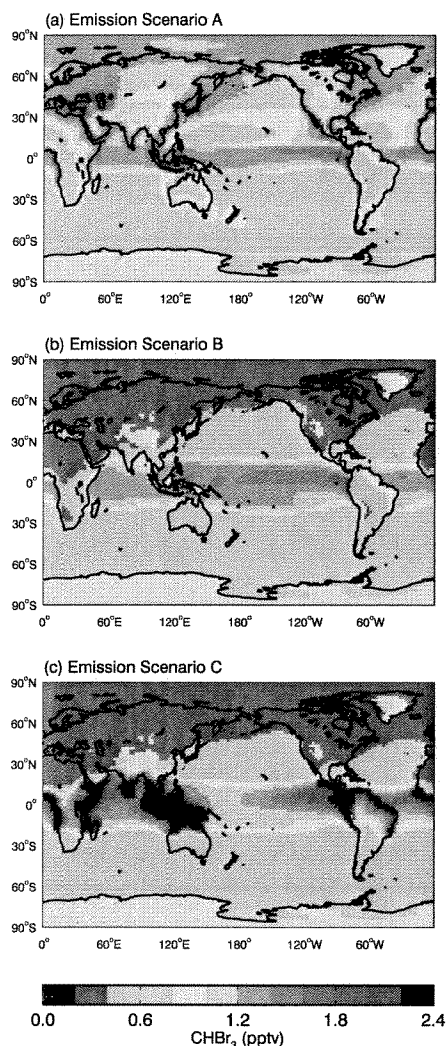 (a) Emission Scenario A
90°N
60°N
30°N
0°
30°S
60°S
90°S
0° 60°E 120°E 180° 120°W 60°W
(b) Emission Scenario B
90°N
60°N
30°N
0°
30°S
60°S
90°S
0° 60°E 120°E 180° 120°W 60°W
(c) Emission Scenario C
90°N
60°N
30°N
0°
30°S
60°S
90°S
0° 60°E 120°E 180° 120°W 60°W
0.0 0.6 1.2 1.8 2.4
CHBr₃ (pptv)